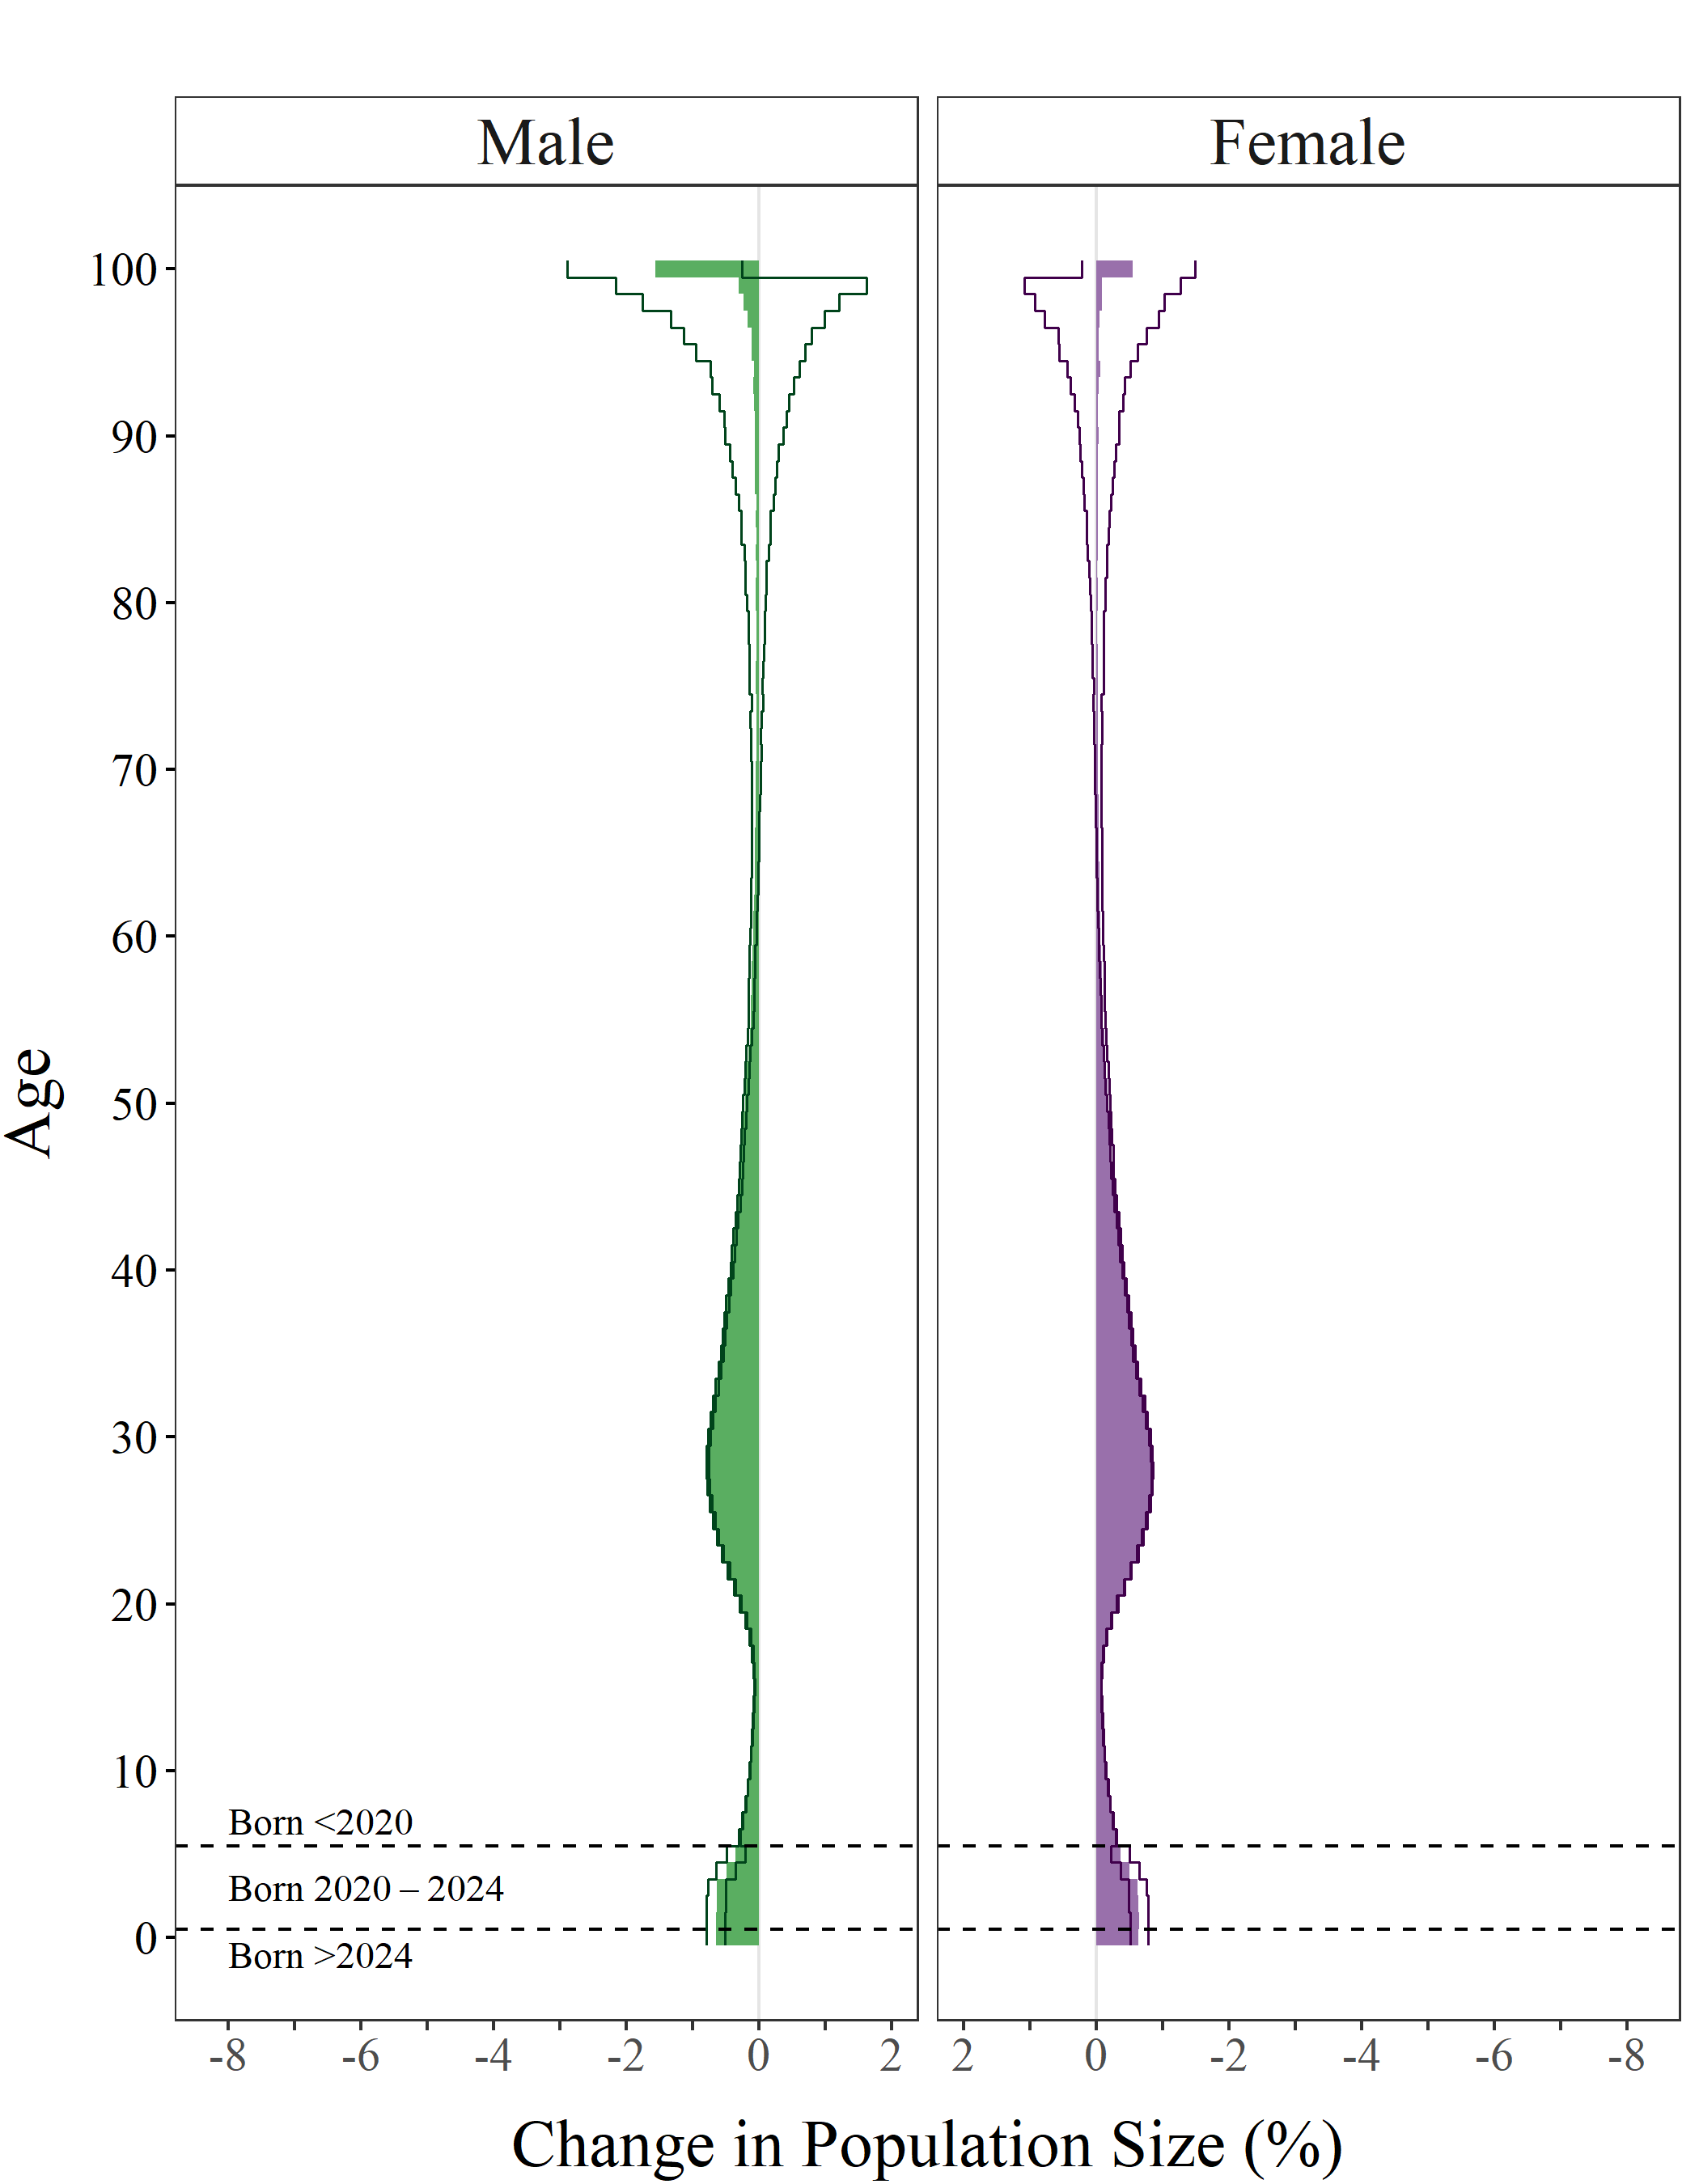 Male
Female
100
90
80
70
60
50
40
30
20
10
0
Age
Born <2020
Born 2020 – 2024
Born >2024
-8 -6 -4 -2 0 2
2 0 -2 -4 -6 -8
Change in Population Size (%)